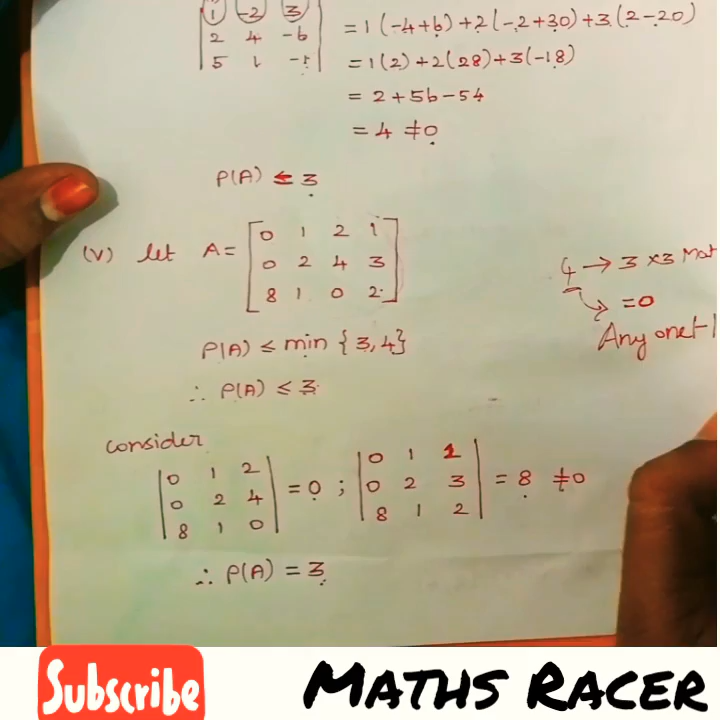 |1 -2 3| = 1(-4+6)+2(-2+30)+3(2-20)
|2 4 -6| = 1(2)+2(28)+3(-18)
|5 1 -1|
= 2+56-54
= 4 ≠0
ρ(A) ≤ 3
(v) let A= [0 1 2 1
0 2 4 3
8 1 0 2]
4 → 3 x3 Mat
→ =0
Any one≠
ρ(A) ≤ min {3,4}
∴ ρ(A) ≤ 3
consider
|0 1 2| |0 1 1|
|0 2 4| =0 ; |0 2 3| = 8 ≠0
|8 1 0| |8 1 2|
∴ ρ(A) = 3
Subscribe MATHS RACER